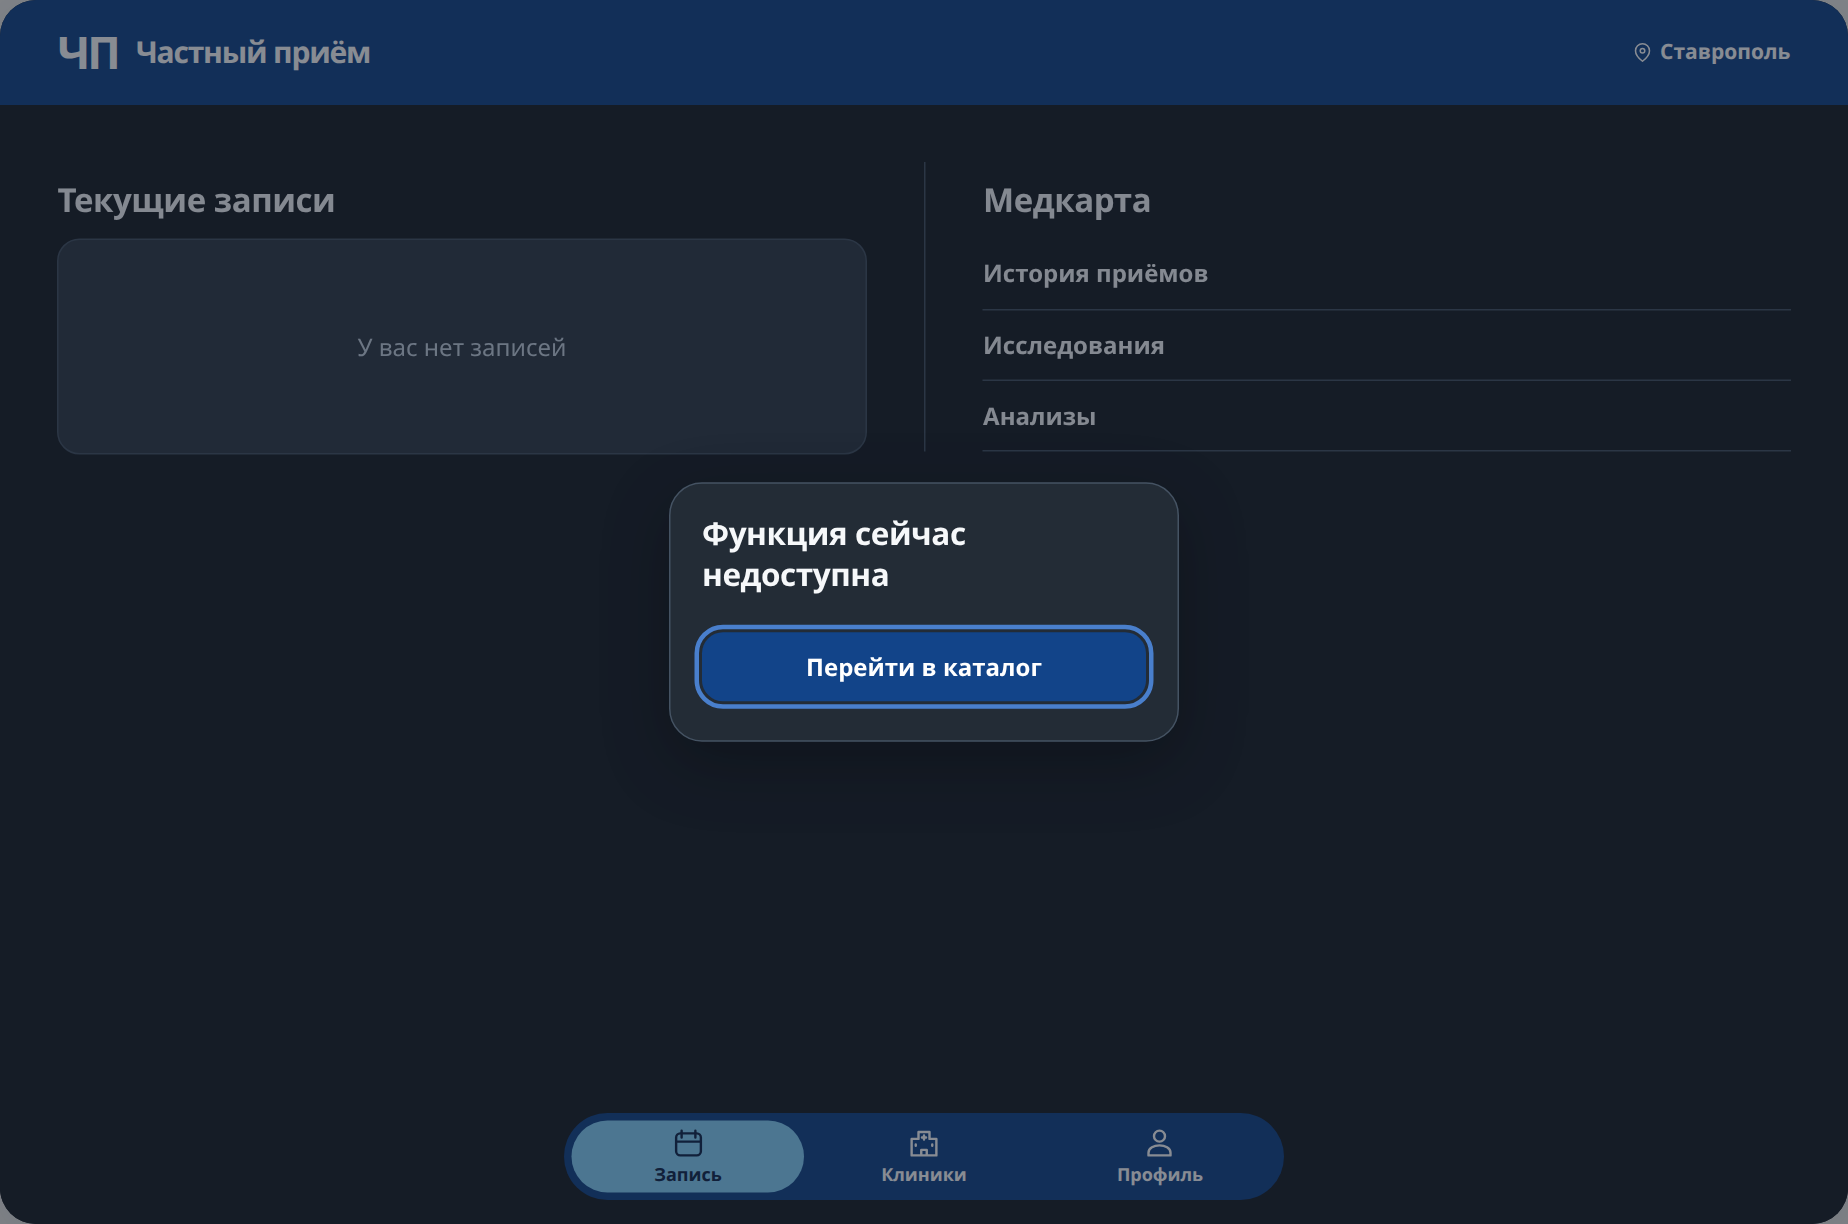 ЧП Частный приём
Ставрополь
Текущие записи
У вас нет записей
Медкарта
История приёмов
Исследования
Анализы
Функция сейчас
недоступна
Перейти в каталог
Запись
Клиники
Профиль